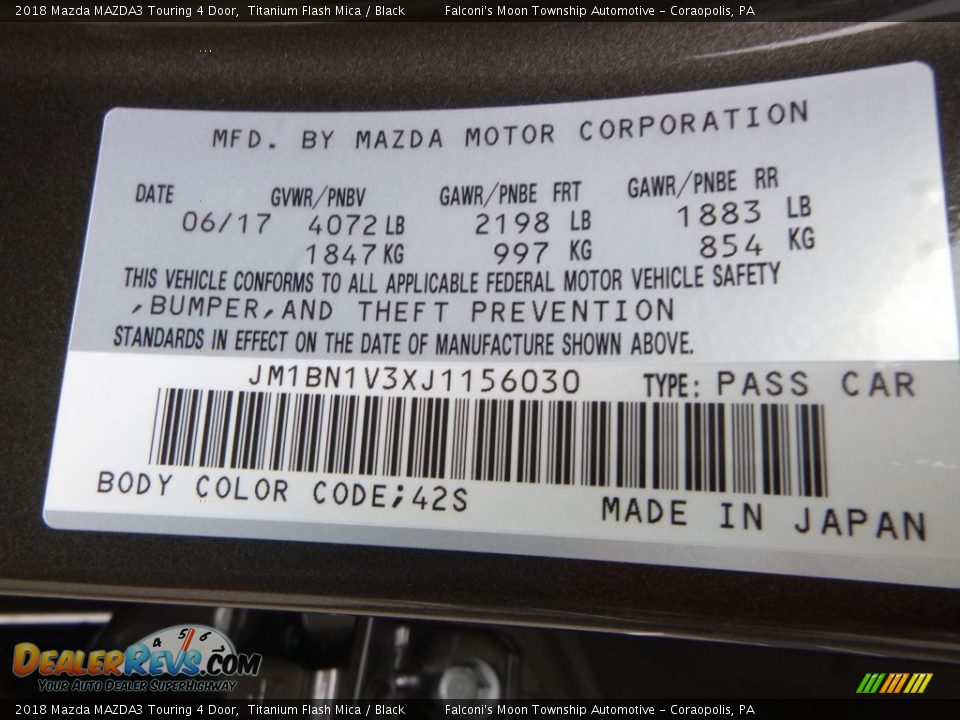 2018 Mazda MAZDA3 Touring 4 Door, Titanium Flash Mica / Black Falconi's Moon Township Automotive - Coraopolis, PA
MFD. BY MAZDA MOTOR CORPORATION
DATE GVWR/PNBV GAWR/PNBE FRT GAWR/PNBE RR
06/17 4072 LB 2198 LB 1883 LB
1847 KG 997 KG 854 KG
THIS VEHICLE CONFORMS TO ALL APPLICABLE FEDERAL MOTOR VEHICLE SAFETY
,BUMPER,AND THEFT PREVENTION
STANDARDS IN EFFECT ON THE DATE OF MANUFACTURE SHOWN ABOVE.
JM1BN1V3XJ1156030 TYPE: PASS CAR
BODY COLOR CODE;42S MADE IN JAPAN
4 5 6 7
DEALERREVS.COM
YOUR AUTO DEALER SUPERHIGHWAY
2018 Mazda MAZDA3 Touring 4 Door, Titanium Flash Mica / Black Falconi's Moon Township Automotive - Coraopolis, PA